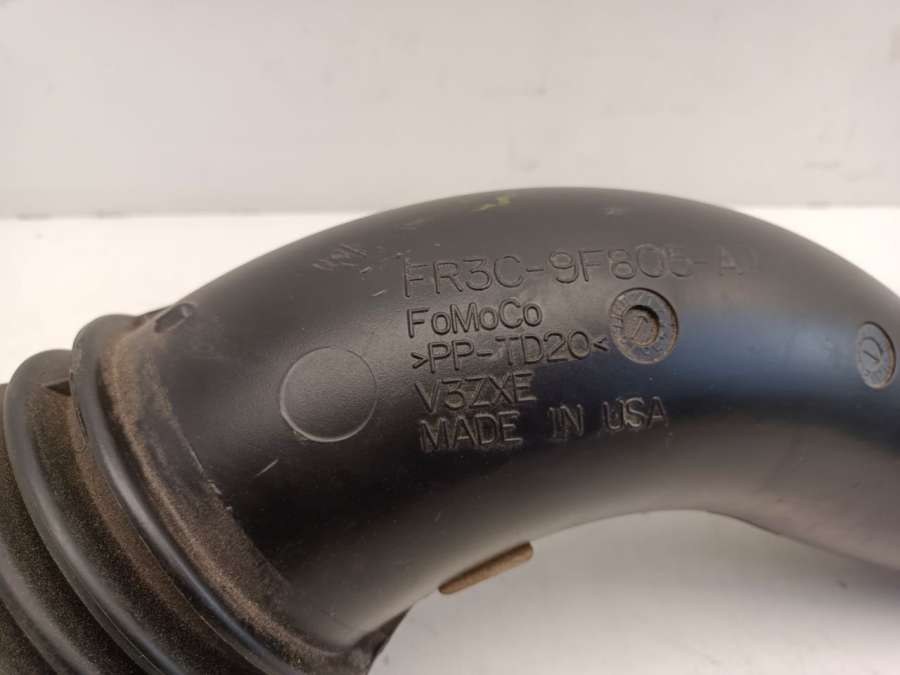 FR3C-9F805-A
FoMoCo
>PP-TD20<
V3ZXE
MADE IN USA